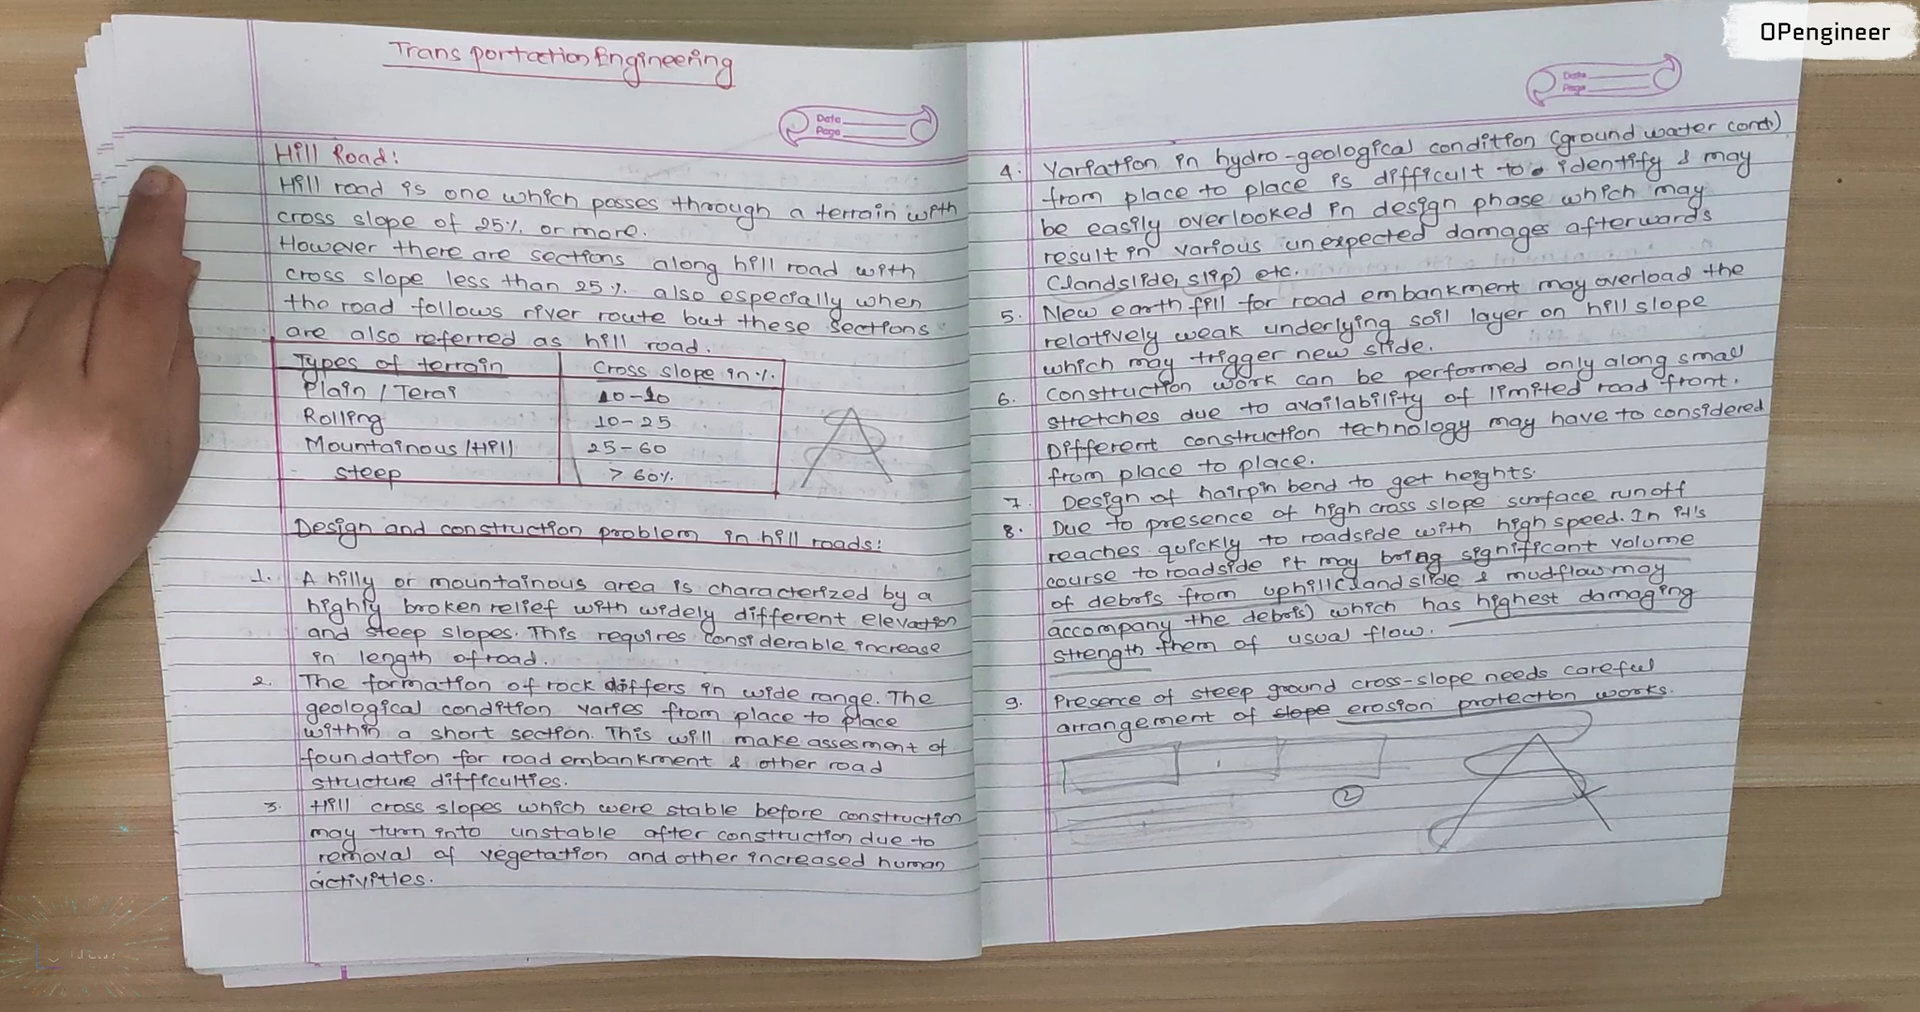 OPengineer
Transportation Engineering
Date
Page
Hill Road:
Hill road is one which passes through a terrain with
cross slope of 25% or more.
However there are sections along hill road with
cross slope less than 25% also especially when
the road follows river route but these sections
are also referred as hill road.
Types of terrain Cross slope in %
Plain / Terai 10-10
Rolling 10-25
Mountainous /Hill 25-60
steep > 60%
Design and construction problem in hill roads:
1. A hilly or mountainous area is characterized by a
highly broken relief with widely different elevation
and steep slopes. This requires considerable increase
in length of road.
2. The formation of rock differs in wide range. The
geological condition varies from place to place
within a short section. This will make assesment of
foundation for road embankment & other road
structure difficulties.
3. Hill cross slopes which were stable before construction
may turn into unstable after construction due to
removal of vegetation and other increased human
activities.
Date
Page
4. Variation in hydro-geological condition (ground water cont)
from place to place is difficult to identify & may
be easily overlooked in design phase which may
result in various unexpected damages afterwards
(landslide, slip) etc.
5. New earth fill for road embankment may overload the
relatively weak underlying soil layer on hill slope
which may trigger new slide.
6. Construction work can be performed only along small
stretches due to availability of limited road front.
Different construction technology may have to considered
from place to place.
7. Design of hairpin bend to get heights.
8. Due to presence of high cross slope surface runoff
reaches quickly to roadside with high speed. In it's
course to roadside it may bring significant volume
of debris from uphill (landslide & mudflow may
accompany the debris) which has highest damaging
strength them of usual flow.
9. Presence of steep ground cross-slope needs careful
arrangement of slope erosion protection works.
2